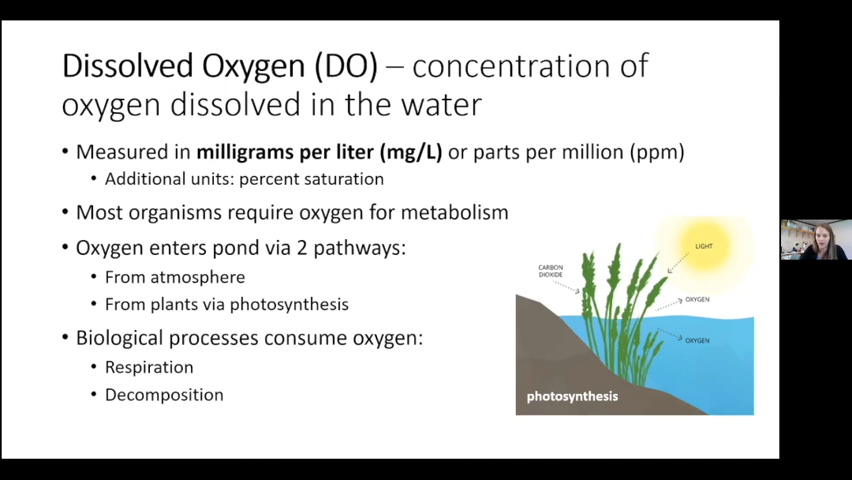 Dissolved Oxygen (DO) – concentration of
oxygen dissolved in the water
• Measured in milligrams per liter (mg/L) or parts per million (ppm)
• Additional units: percent saturation
• Most organisms require oxygen for metabolism
• Oxygen enters pond via 2 pathways:
• From atmosphere
• From plants via photosynthesis
• Biological processes consume oxygen:
• Respiration
• Decomposition
LIGHT
CARBON
DIOXIDE
OXYGEN
OXYGEN
photosynthesis